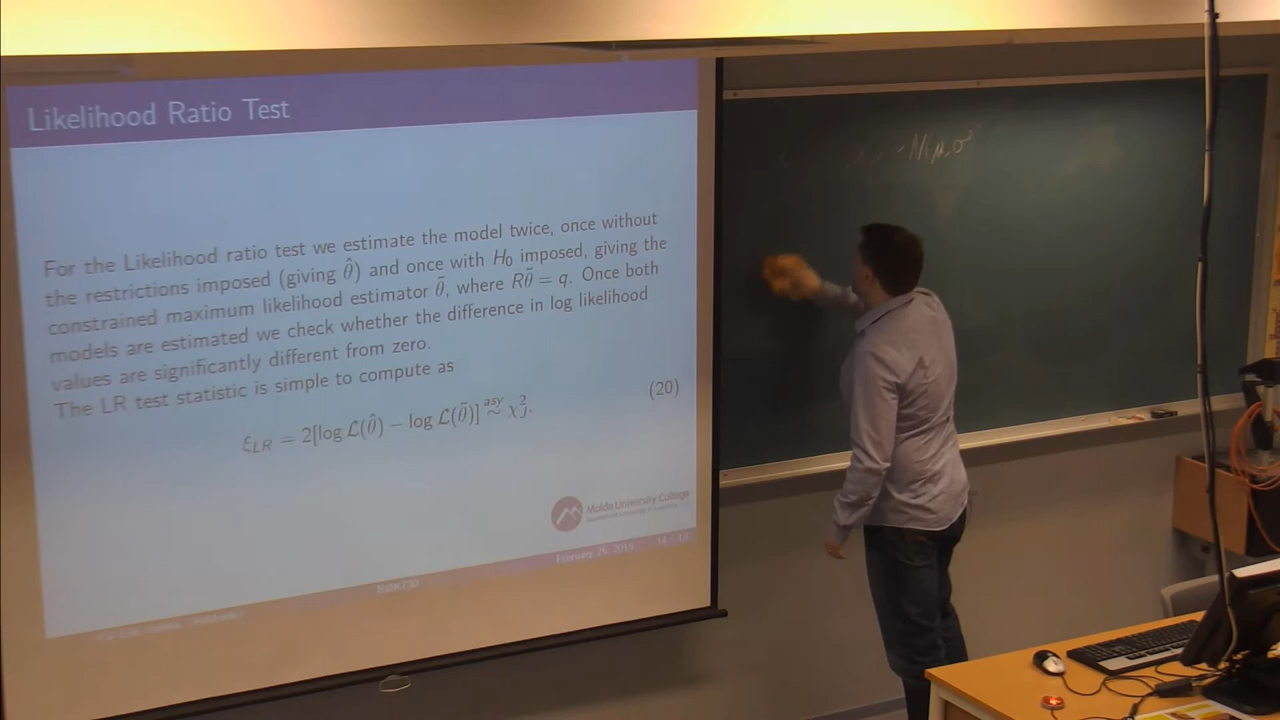 Likelihood Ratio Test
For the Likelihood ratio test we estimate the model twice, once without
the restrictions imposed (giving θ̂) and once with H₀ imposed, giving the
constrained maximum likelihood estimator θ̃, where Rθ̃ = q. Once both
models are estimated we check whether the difference in log likelihood
values are significantly different from zero.
The LR test statistic is simple to compute as
ξ_LR = 2[log ℒ(θ̂) − log ℒ(θ̃)] ~^asy χ²_J. (20)
Molde University College
February 25, 2015
~ N(μ, σ²